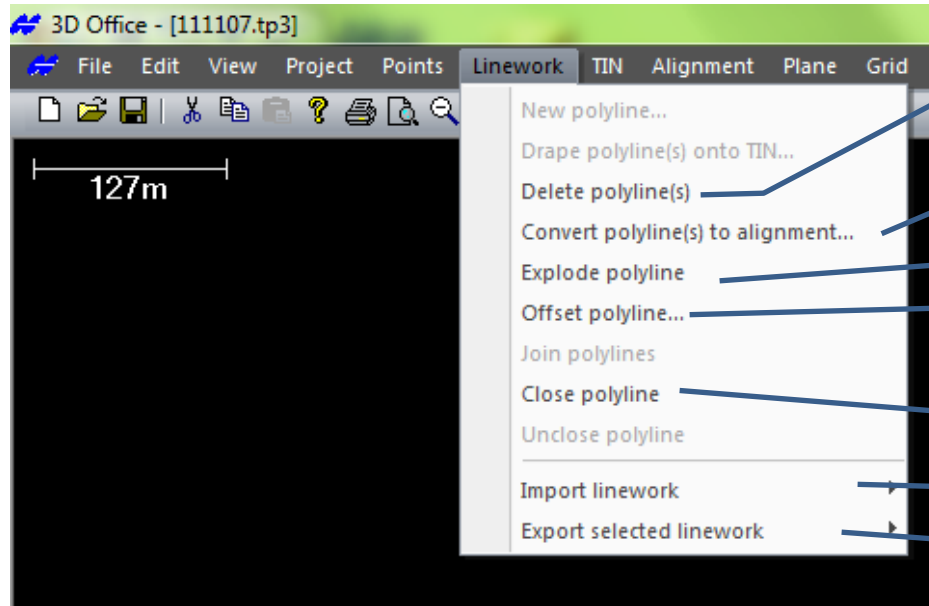 3D Office - [111107.tp3]
File Edit View Project Points Linework TIN Alignment Plane Grid
127m
New polyline...
Drape polyline(s) onto TIN...
Delete polyline(s)
Convert polyline(s) to alignment...
Explode polyline
Offset polyline...
Join polylines
Close polyline
Unclose polyline
Import linework
Export selected linework